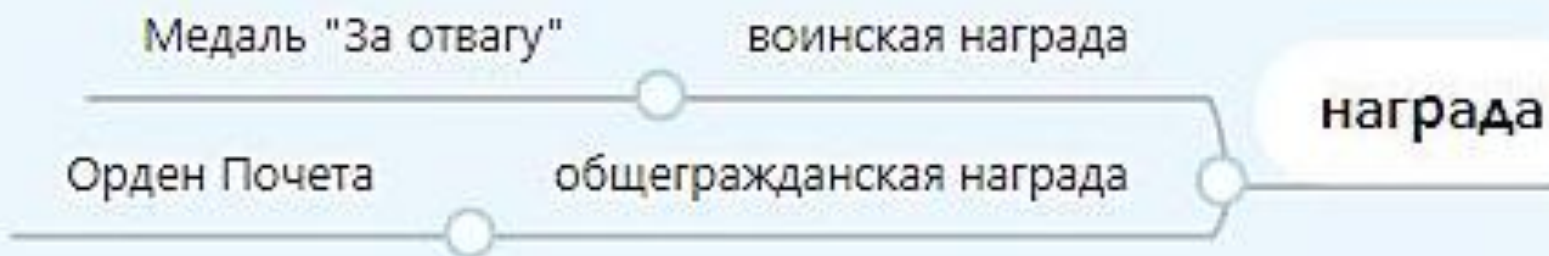 Медаль "За отвагу" воинская награда
награда
Орден Почета общегражданская награда